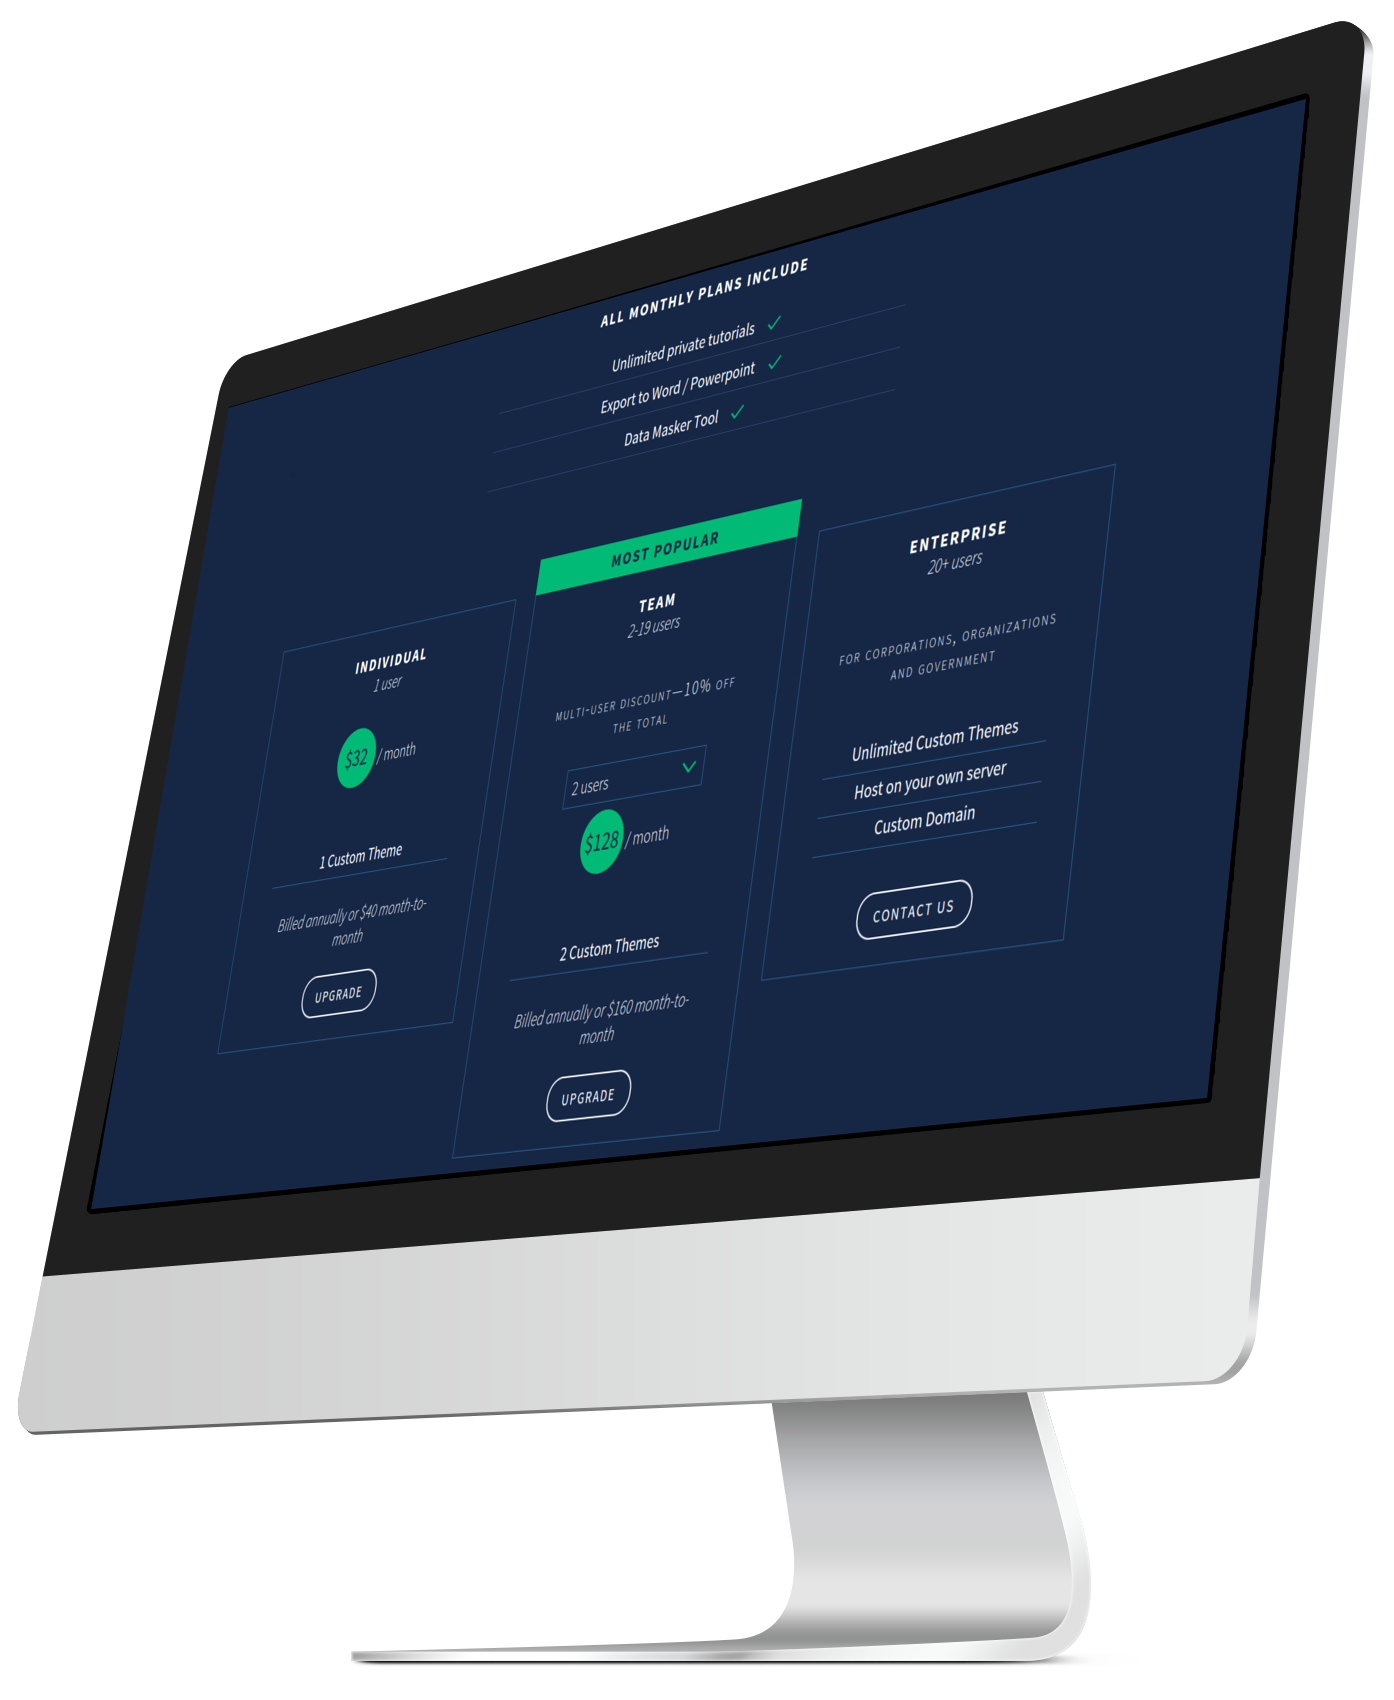 ALL MONTHLY PLANS INCLUDE
Unlimited private tutorials
Export to Word / Powerpoint
Data Masker Tool
INDIVIDUAL
1 user
$32 / month
1 Custom Theme
Billed annually or $40 month-to-
month
UPGRADE
MOST POPULAR
TEAM
2-19 users
MULTI-USER DISCOUNT—10% OFF
THE TOTAL
2 users
$128 / month
2 Custom Themes
Billed annually or $160 month-to-
month
UPGRADE
ENTERPRISE
20+ users
FOR CORPORATIONS, ORGANIZATIONS
AND GOVERNMENT
Unlimited Custom Themes
Host on your own server
Custom Domain
CONTACT US